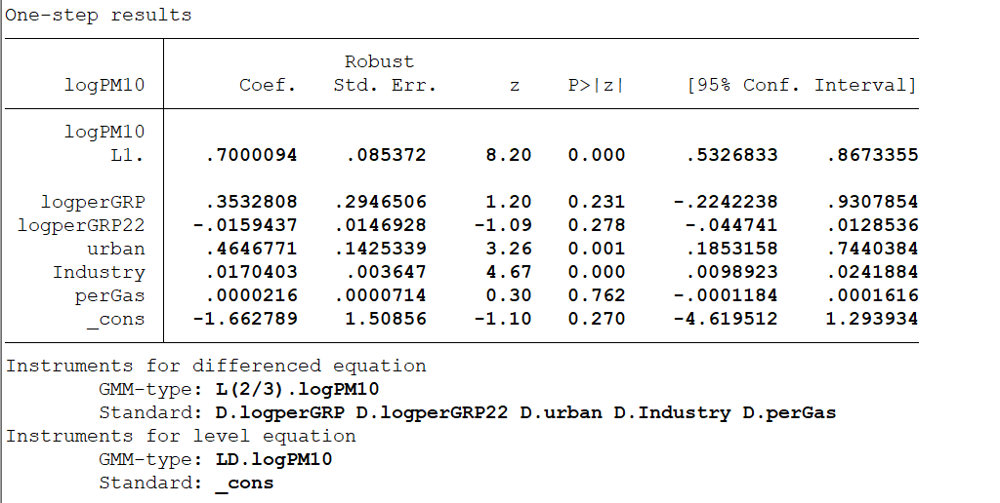 One-step results
Robust
logPM10 Coef. Std. Err. z P>|z| [95% Conf. Interval]
logPM10
L1. .7000094 .085372 8.20 0.000 .5326833 .8673355
logperGRP .3532808 .2946506 1.20 0.231 -.2242238 .9307854
logperGRP22 -.0159437 .0146928 -1.09 0.278 -.044741 .0128536
urban .4646771 .1425339 3.26 0.001 .1853158 .7440384
Industry .0170403 .003647 4.67 0.000 .0098923 .0241884
perGas .0000216 .0000714 0.30 0.762 -.0001184 .0001616
_cons -1.662789 1.50856 -1.10 0.270 -4.619512 1.293934
Instruments for differenced equation
GMM-type: L(2/3).logPM10
Standard: D.logperGRP D.logperGRP22 D.urban D.Industry D.perGas
Instruments for level equation
GMM-type: LD.logPM10
Standard: _cons